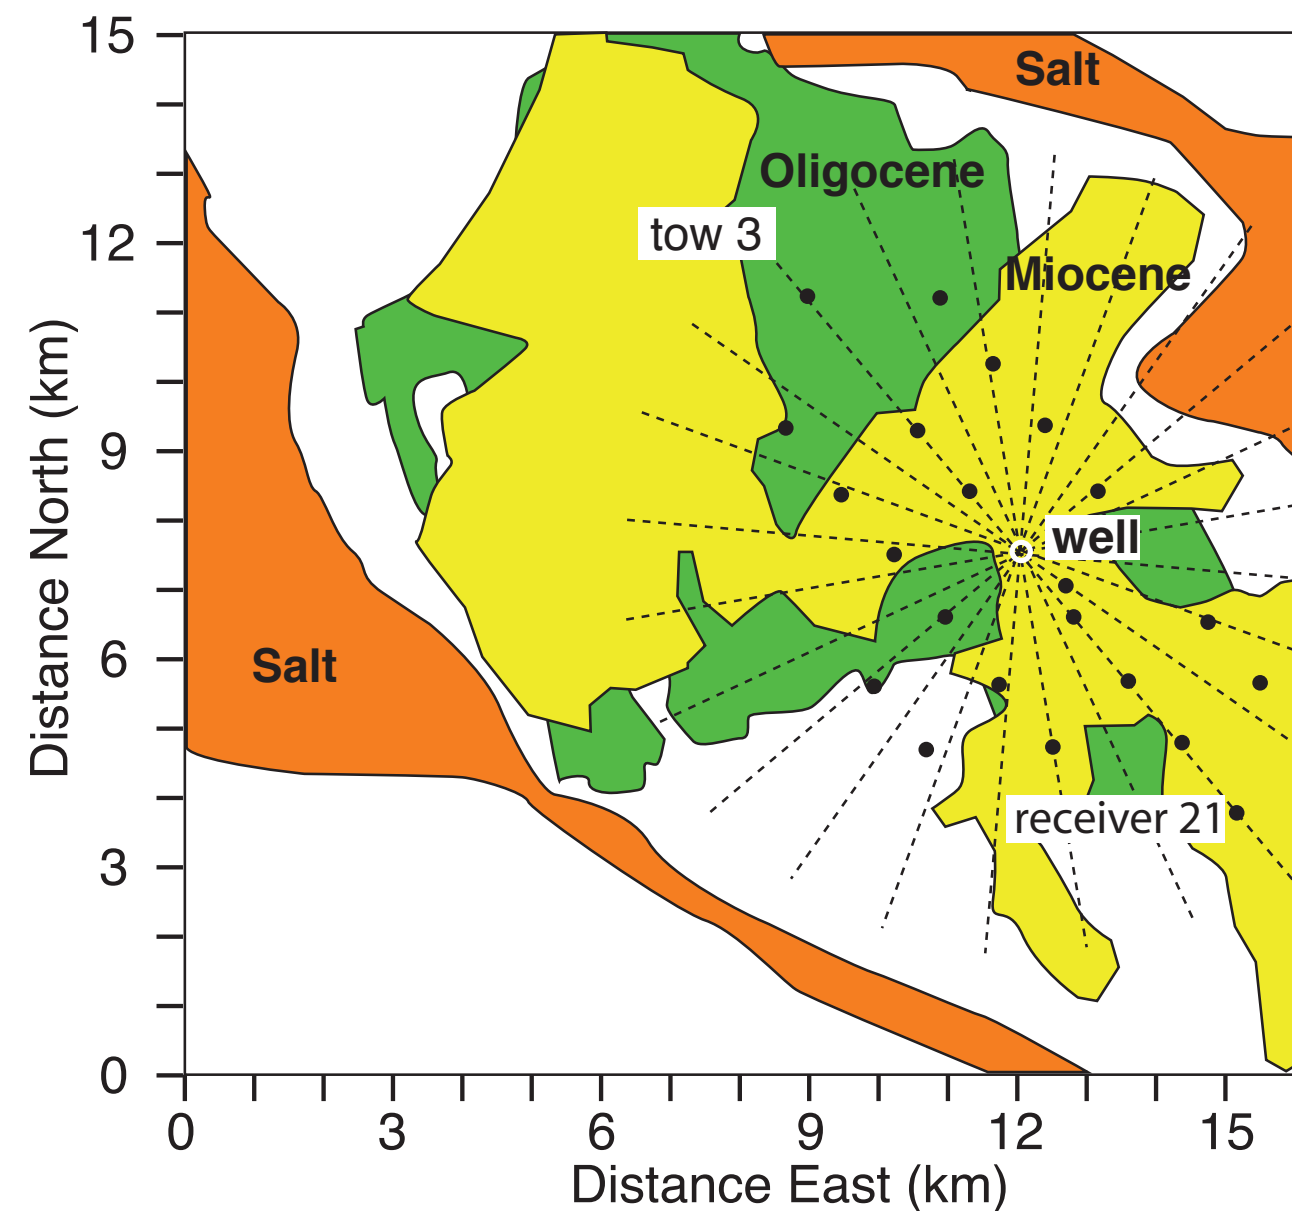 15
Salt
Oligocene
tow 3
12
Miocene
Distance North (km)
9
well
6
Salt
receiver 21
3
0
0 3 6 9 12 15
Distance East (km)